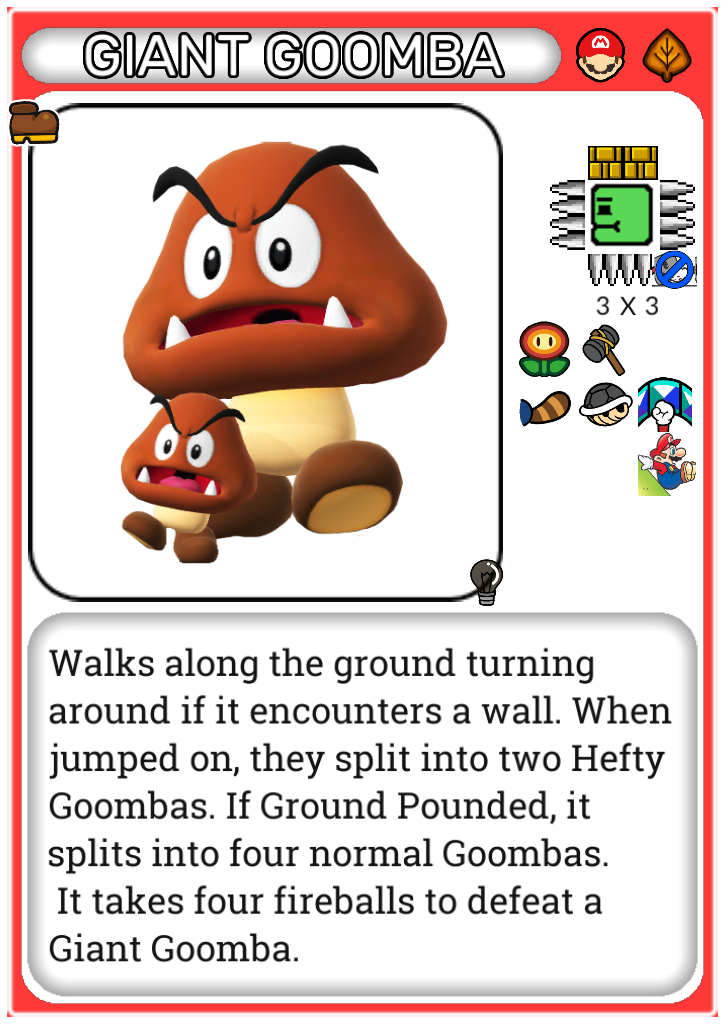 GIANT GOOMBA
3 X 3
Walks along the ground turning
around if it encounters a wall. When
jumped on, they split into two Hefty
Goombas. If Ground Pounded, it
splits into four normal Goombas.
It takes four fireballs to defeat a
Giant Goomba.